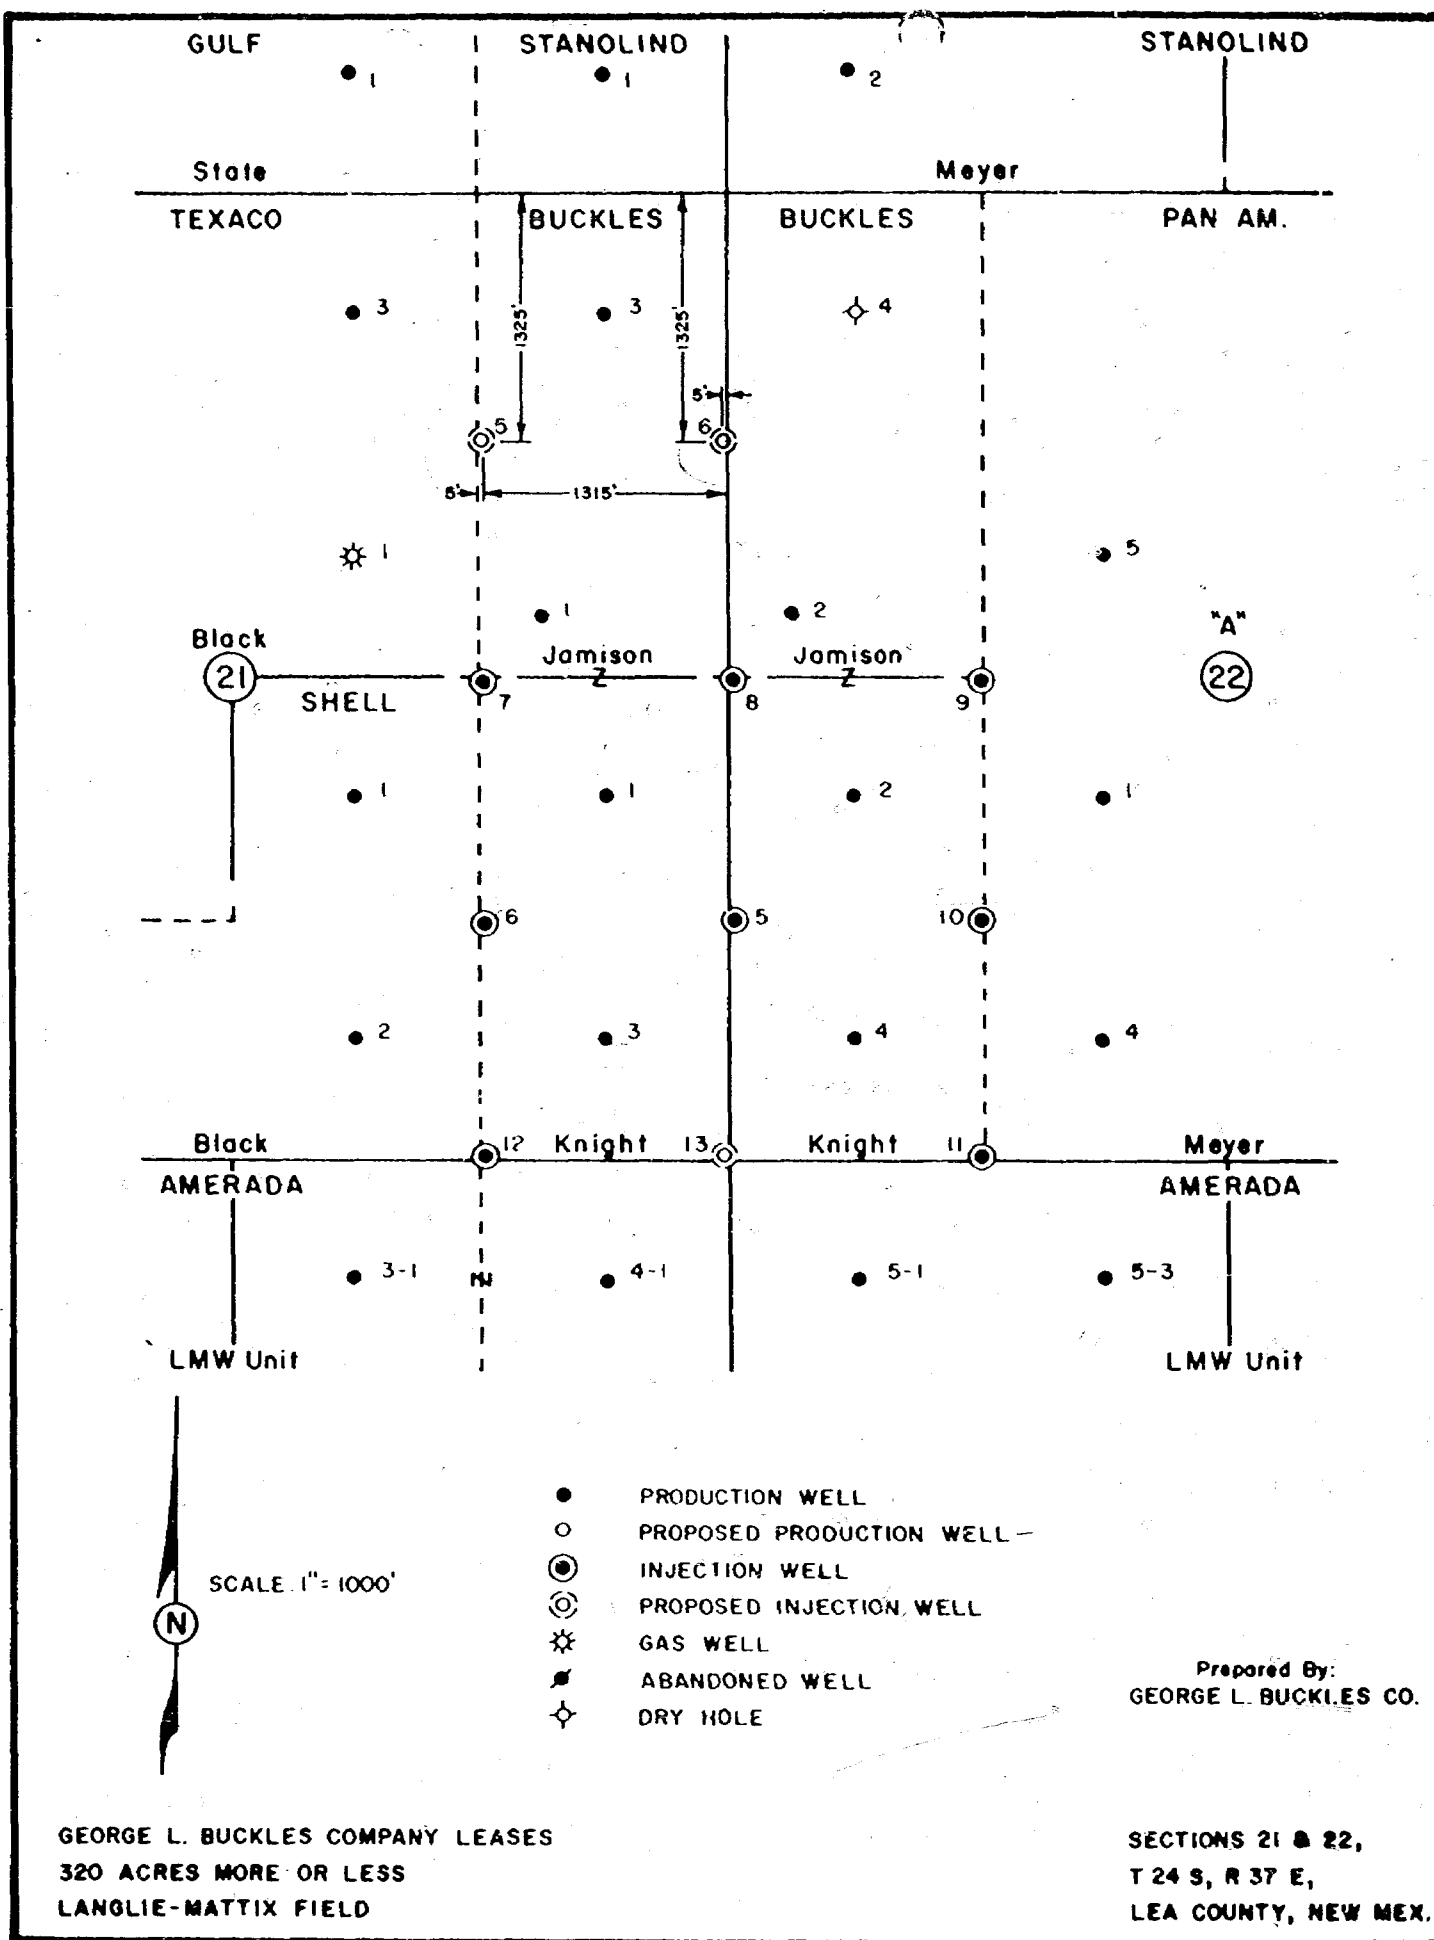 GULF
STANOLIND
STANOLIND
1
1
2
State
Meyer
TEXACO
BUCKLES
BUCKLES
PAN AM.
3
3
4
1325'
1325'
5'
5
6
5'
1315'
1
5
1
2
"A"
Black
Jamison
Jamison
21
22
SHELL
7
8
9
1
1
2
1
6
5
10
2
3
4
4
Black
12
Knight
13
Knight
11
Meyer
AMERADA
AMERADA
3-1
4-1
5-1
5-3
LMW Unit
LMW Unit
PRODUCTION WELL
PROPOSED PRODUCTION WELL
SCALE 1"= 1000'
INJECTION WELL
PROPOSED INJECTION WELL
N
GAS WELL
ABANDONED WELL
DRY HOLE
Prepared By:
GEORGE L. BUCKLES CO.
GEORGE L. BUCKLES COMPANY LEASES
320 ACRES MORE OR LESS
LANGLIE-MATTIX FIELD
SECTIONS 21 & 22,
T 24 S, R 37 E,
LEA COUNTY, NEW MEX.